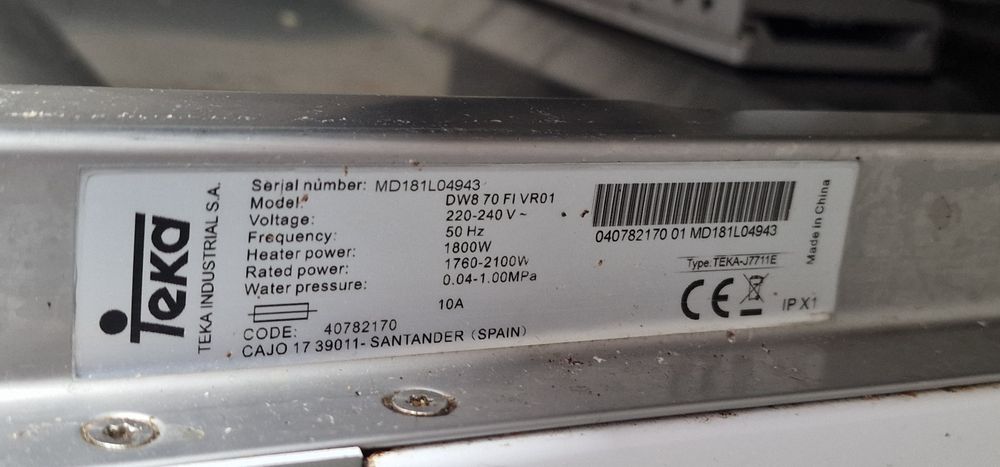 Teka
TEKA INDUSTRIAL S.A.
Serial number: MD181L04943
Model: DW8 70 FI VR01
Voltage: 220-240 V ~
Frequency: 50 Hz
Heater power: 1800W
Rated power: 1760-2100W
Water pressure: 0.04-1.00MPa
10A
CODE: 40782170
CAJO 17 39011- SANTANDER (SPAIN)
040782170 01 MD181L04943
Type: TEKA-J7711E
CE
IP X1
Made in China